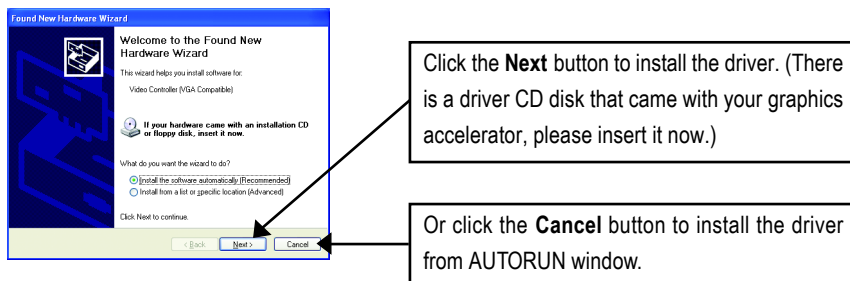 Found New Hardware Wizard
Welcome to the Found New
Hardware Wizard
This wizard helps you install software for:
Video Controller (VGA Compatible)
If your hardware came with an installation CD
or floppy disk, insert it now.
What do you want the wizard to do?
Install the software automatically (Recommended)
Install from a list or specific location (Advanced)
Click Next to continue.
< Back
Next >
Cancel
Click the Next button to install the driver. (There
is a driver CD disk that came with your graphics
accelerator, please insert it now.)
Or click the Cancel button to install the driver
from AUTORUN window.